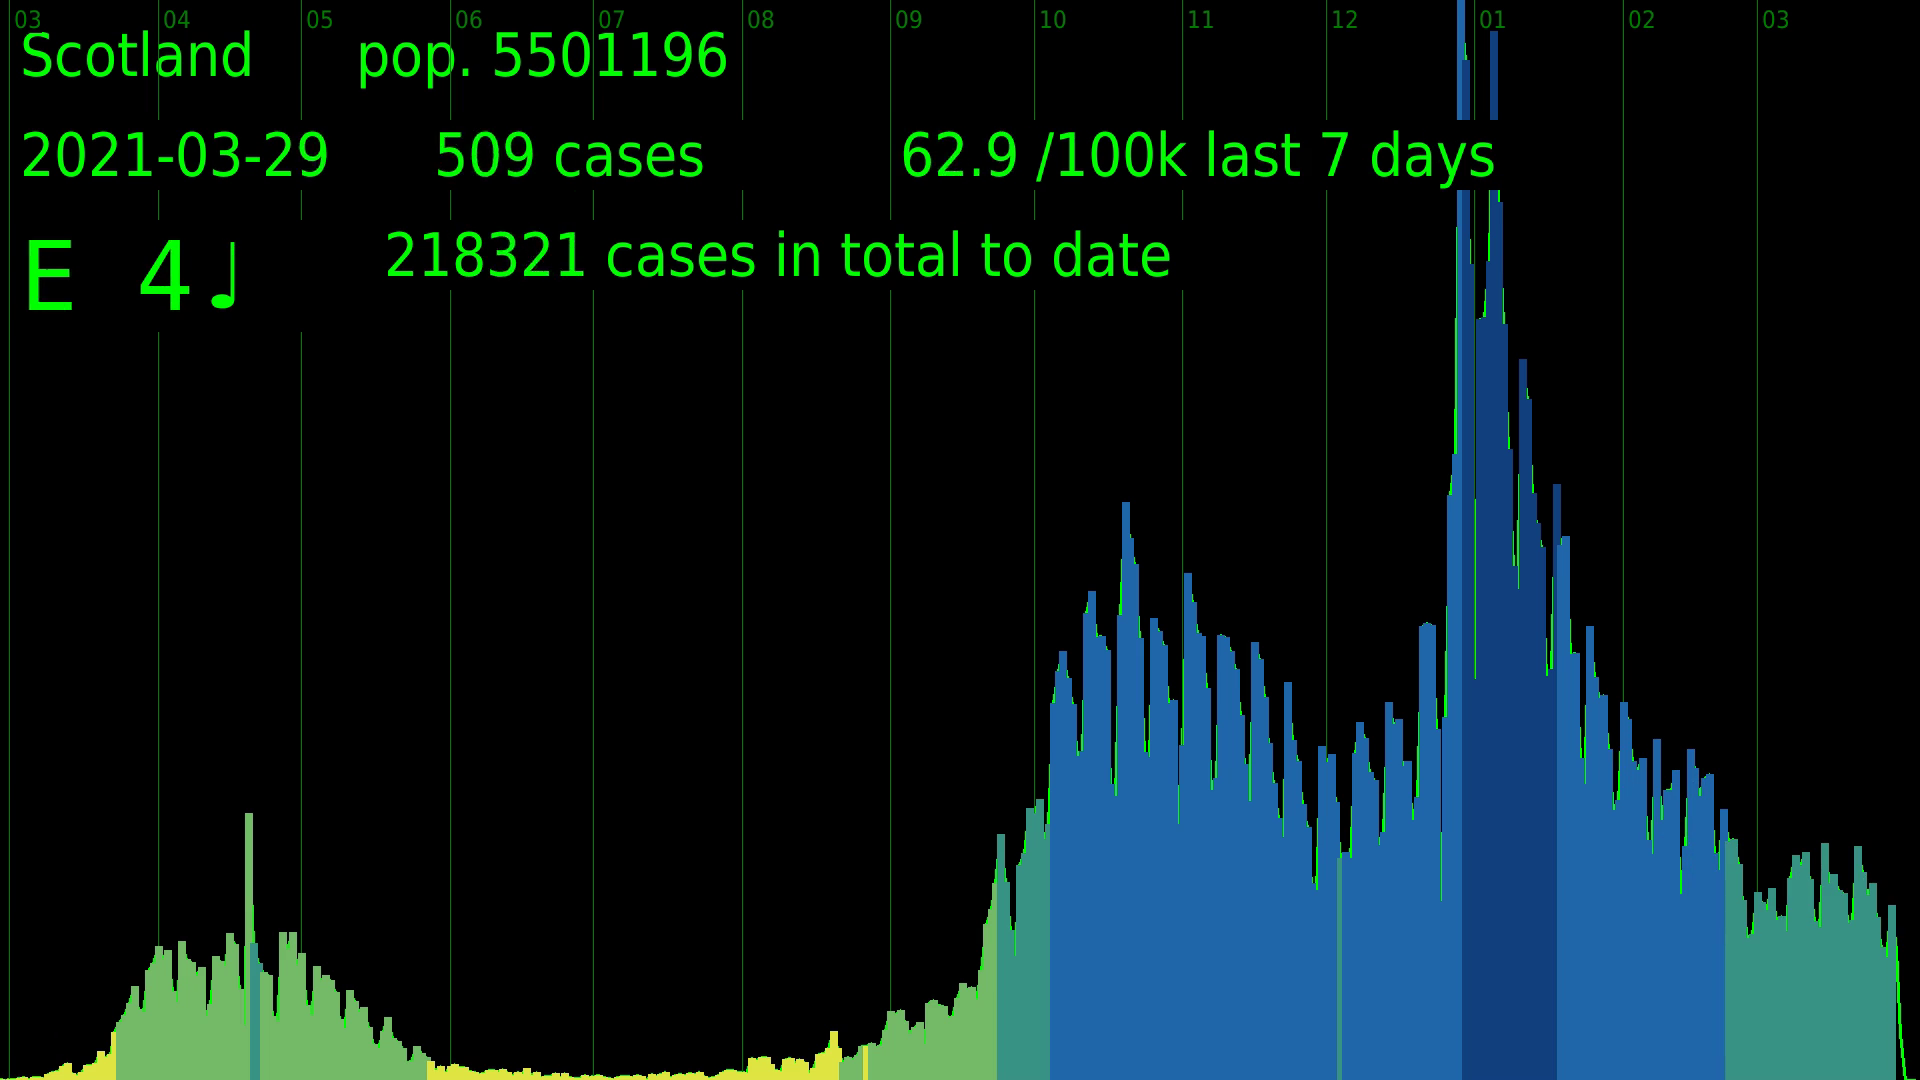 03 04 05 06 07 08 09 10 11 12 01 02 03
Scotland pop. 5501196
2021-03-29 509 cases 62.9 /100k last 7 days
218321 cases in total to date
E 4♩